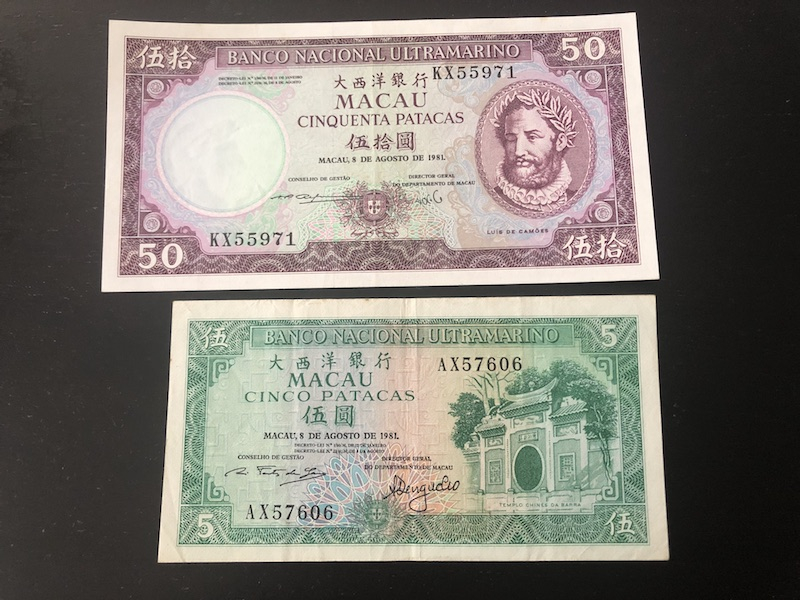 伍拾 BANCO NACIONAL ULTRAMARINO 50
大西洋銀行 KX55971
MACAU
CINQUENTA PATACAS
伍拾圓
MACAU, 8 DE AGOSTO DE 1981.
CONSELHO DE GESTÃO DIRECTOR GERAL
DO DEPARTAMENTO DE MACAU
KX55971
LUÍS DE CAMÕES
50 伍拾
伍 BANCO NACIONAL ULTRAMARINO 5
大西洋銀行
MACAU AX57606
CINCO PATACAS
伍圓
MACAU, 8 DE AGOSTO DE 1981.
CONSELHO DE GESTÃO DIRECTOR GERAL
DO DEPARTAMENTO DE MACAU
TEMPLO CHINÊS DA BARRA
AX57606
5 伍